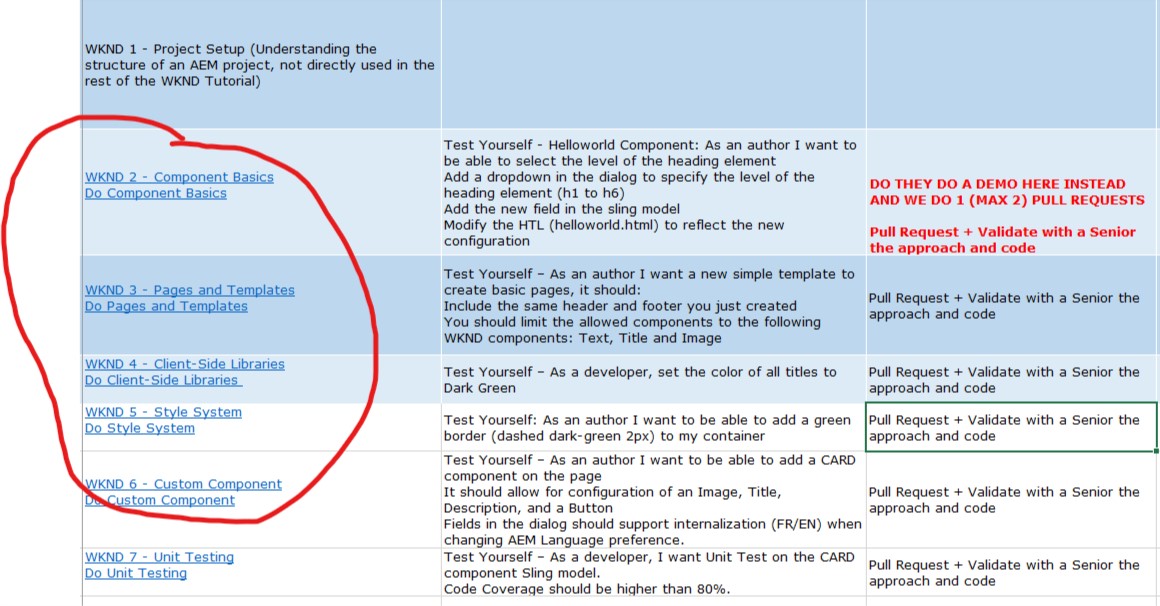 WKND 1 - Project Setup (Understanding the
structure of an AEM project, not directly used in the
rest of the WKND Tutorial)
WKND 2 - Component Basics
Do Component Basics
Test Yourself - Helloworld Component: As an author I want to
be able to select the level of the heading element
Add a dropdown in the dialog to specify the level of the
heading element (h1 to h6)
Add the new field in the sling model
Modify the HTL (helloworld.html) to reflect the new
configuration
DO THEY DO A DEMO HERE INSTEAD
AND WE DO 1 (MAX 2) PULL REQUESTS
Pull Request + Validate with a Senior
the approach and code
WKND 3 - Pages and Templates
Do Pages and Templates
Test Yourself – As an author I want a new simple template to
create basic pages, it should:
Include the same header and footer you just created
You should limit the allowed components to the following
WKND components: Text, Title and Image
Pull Request + Validate with a Senior the
approach and code
WKND 4 - Client-Side Libraries
Do Client-Side Libraries
Test Yourself – As a developer, set the color of all titles to
Dark Green
Pull Request + Validate with a Senior the
approach and code
WKND 5 - Style System
Do Style System
Test Yourself: As an author I want to be able to add a green
border (dashed dark-green 2px) to my container
Pull Request + Validate with a Senior the
approach and code
WKND 6 - Custom Component
Do Custom Component
Test Yourself – As an author I want to be able to add a CARD
component on the page
It should allow for configuration of an Image, Title,
Description, and a Button
Fields in the dialog should support internalization (FR/EN) when
changing AEM Language preference.
Pull Request + Validate with a Senior the
approach and code
WKND 7 - Unit Testing
Do Unit Testing
Test Yourself – As a developer, I want Unit Test on the CARD
component Sling model.
Code Coverage should be higher than 80%.
Pull Request + Validate with a Senior the
approach and code